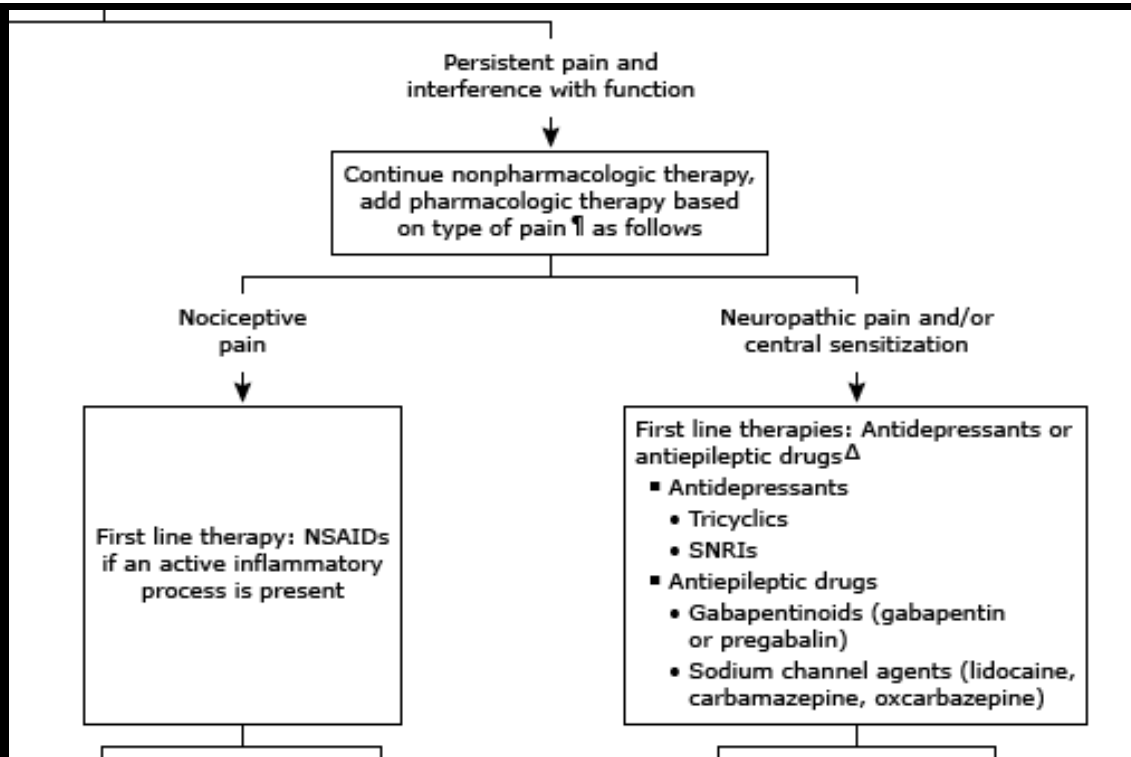 Persistent pain and
interference with function
Continue nonpharmacologic therapy,
add pharmacologic therapy based
on type of pain ¶ as follows
Nociceptive
pain
Neuropathic pain and/or
central sensitization
First line therapy: NSAIDs
if an active inflammatory
process is present
First line therapies: Antidepressants or
antiepileptic drugsΔ
▪ Antidepressants
• Tricyclics
• SNRIs
▪ Antiepileptic drugs
• Gabapentinoids (gabapentin
or pregabalin)
• Sodium channel agents (lidocaine,
carbamazepine, oxcarbazepine)